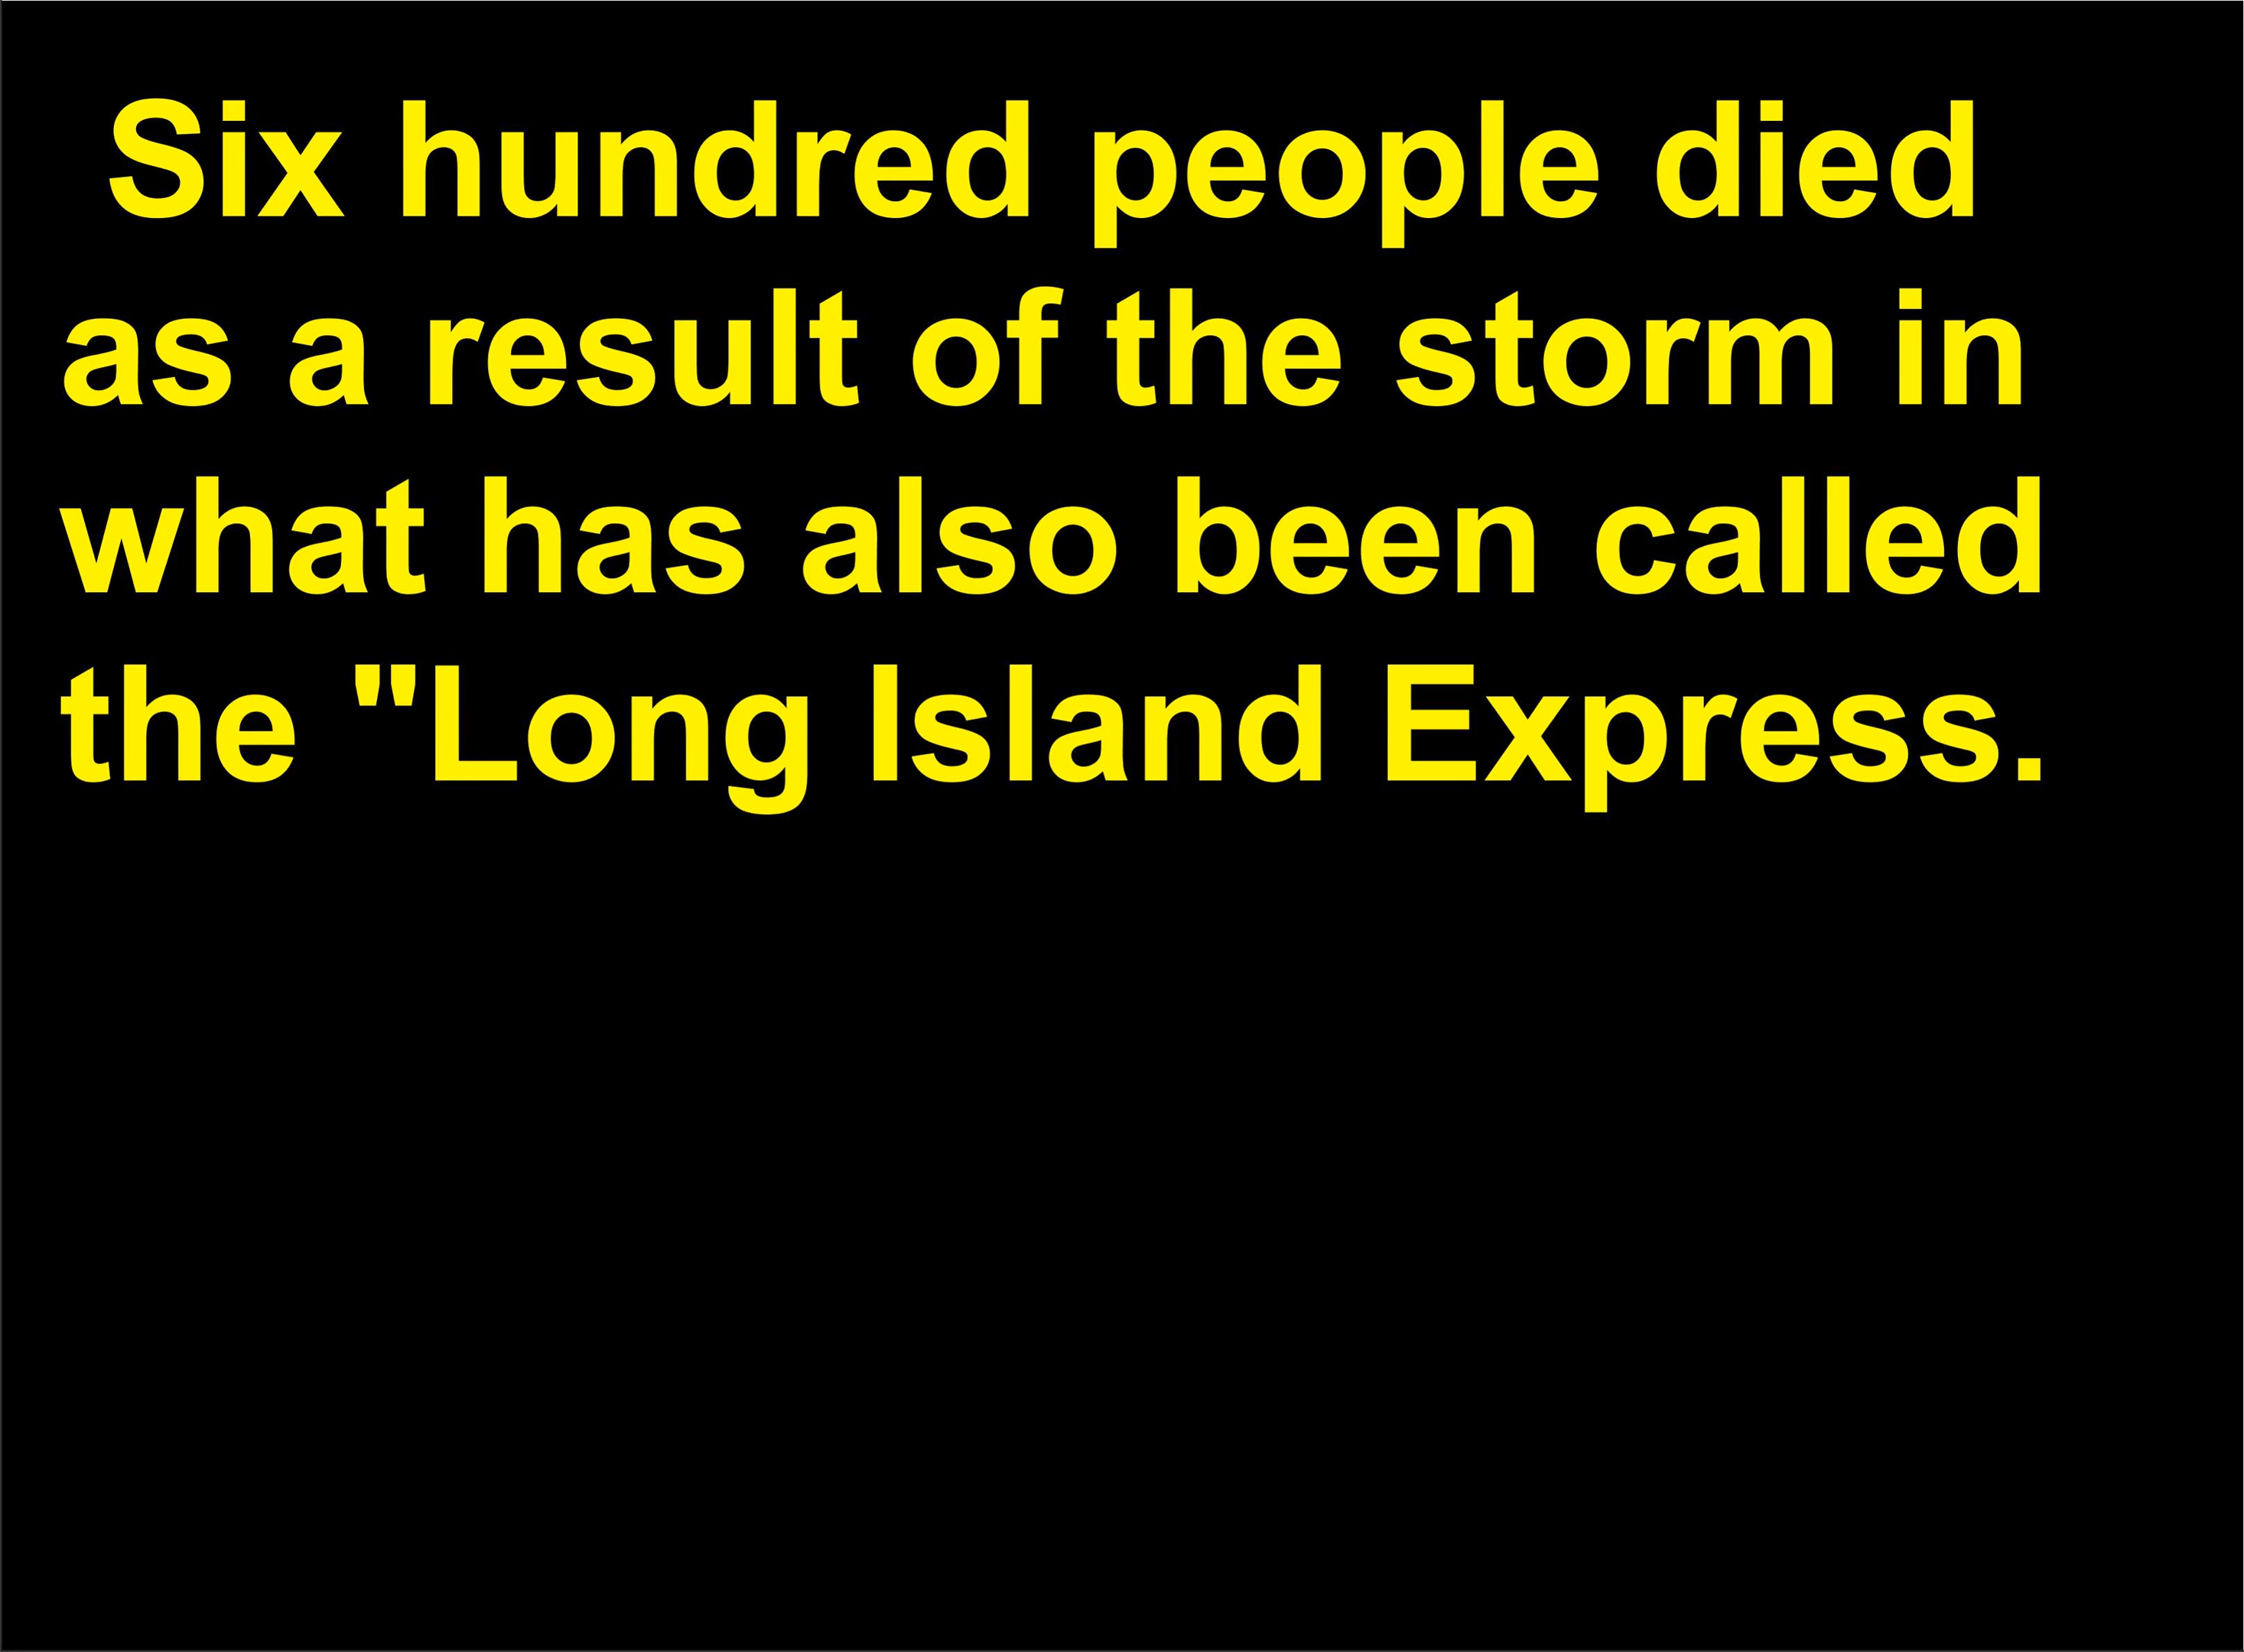 Six hundred people died
as a result of the storm in
what has also been called
the "Long Island Express.